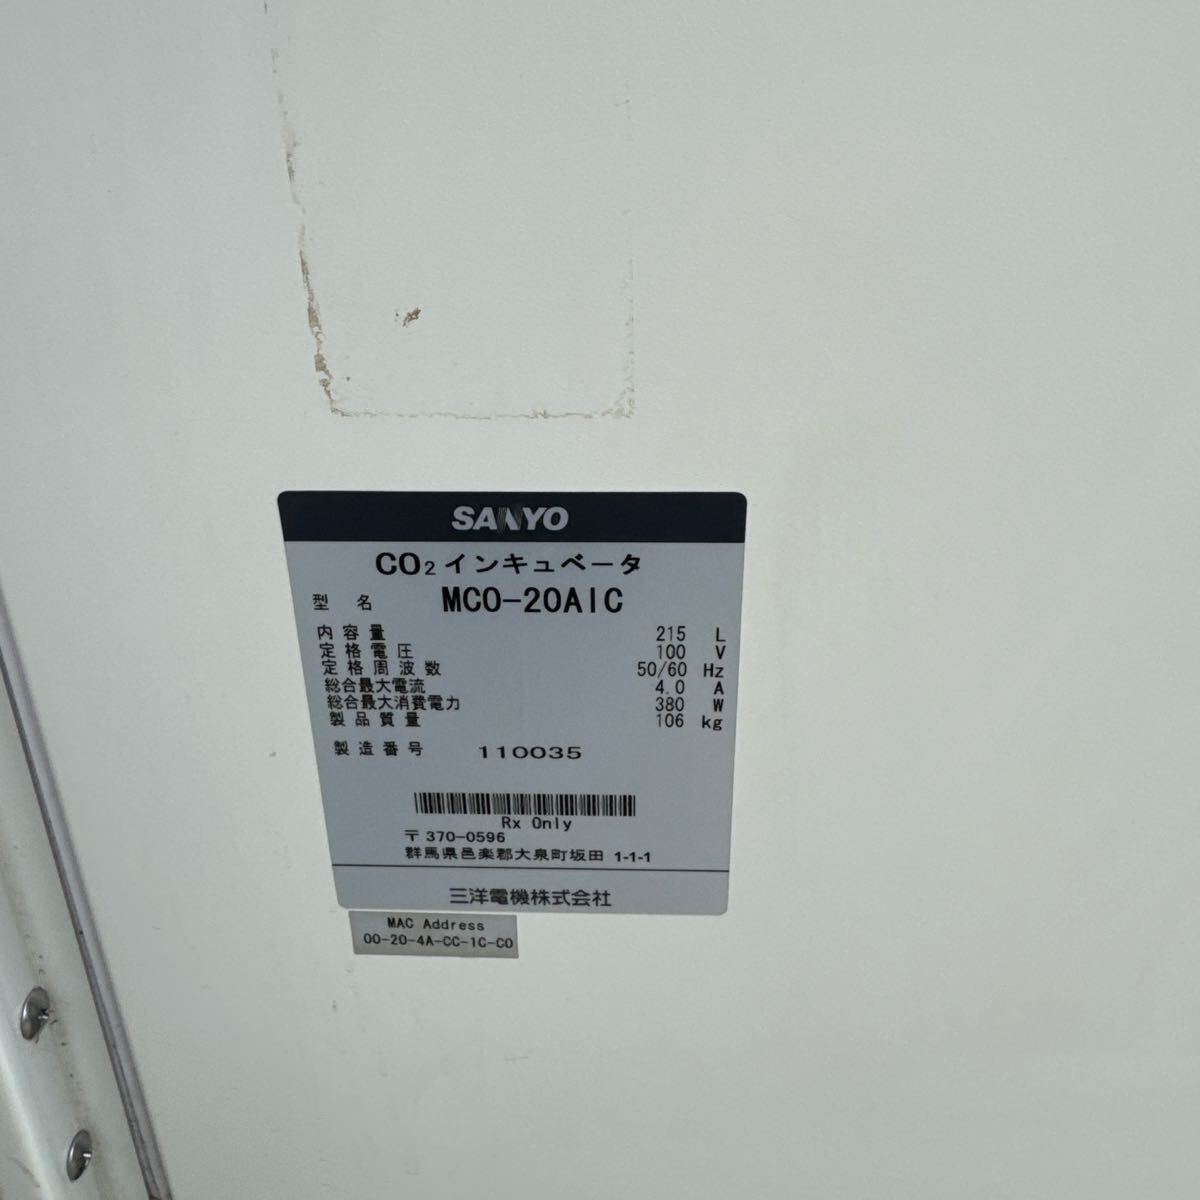 SANYO
CO₂インキュベータ
型名 MCO-20AIC
内容量 215 L
定格電圧 100 V
定格周波数 50/60 Hz
総合最大電流 4.0 A
総合最大消費電力 380 W
製品質量 106 kg
製造番号 110035
Rx Only
〒370-0596
群馬県邑楽郡大泉町坂田 1-1-1
三洋電機株式会社
MAC Address
00-20-4A-CC-1C-C0